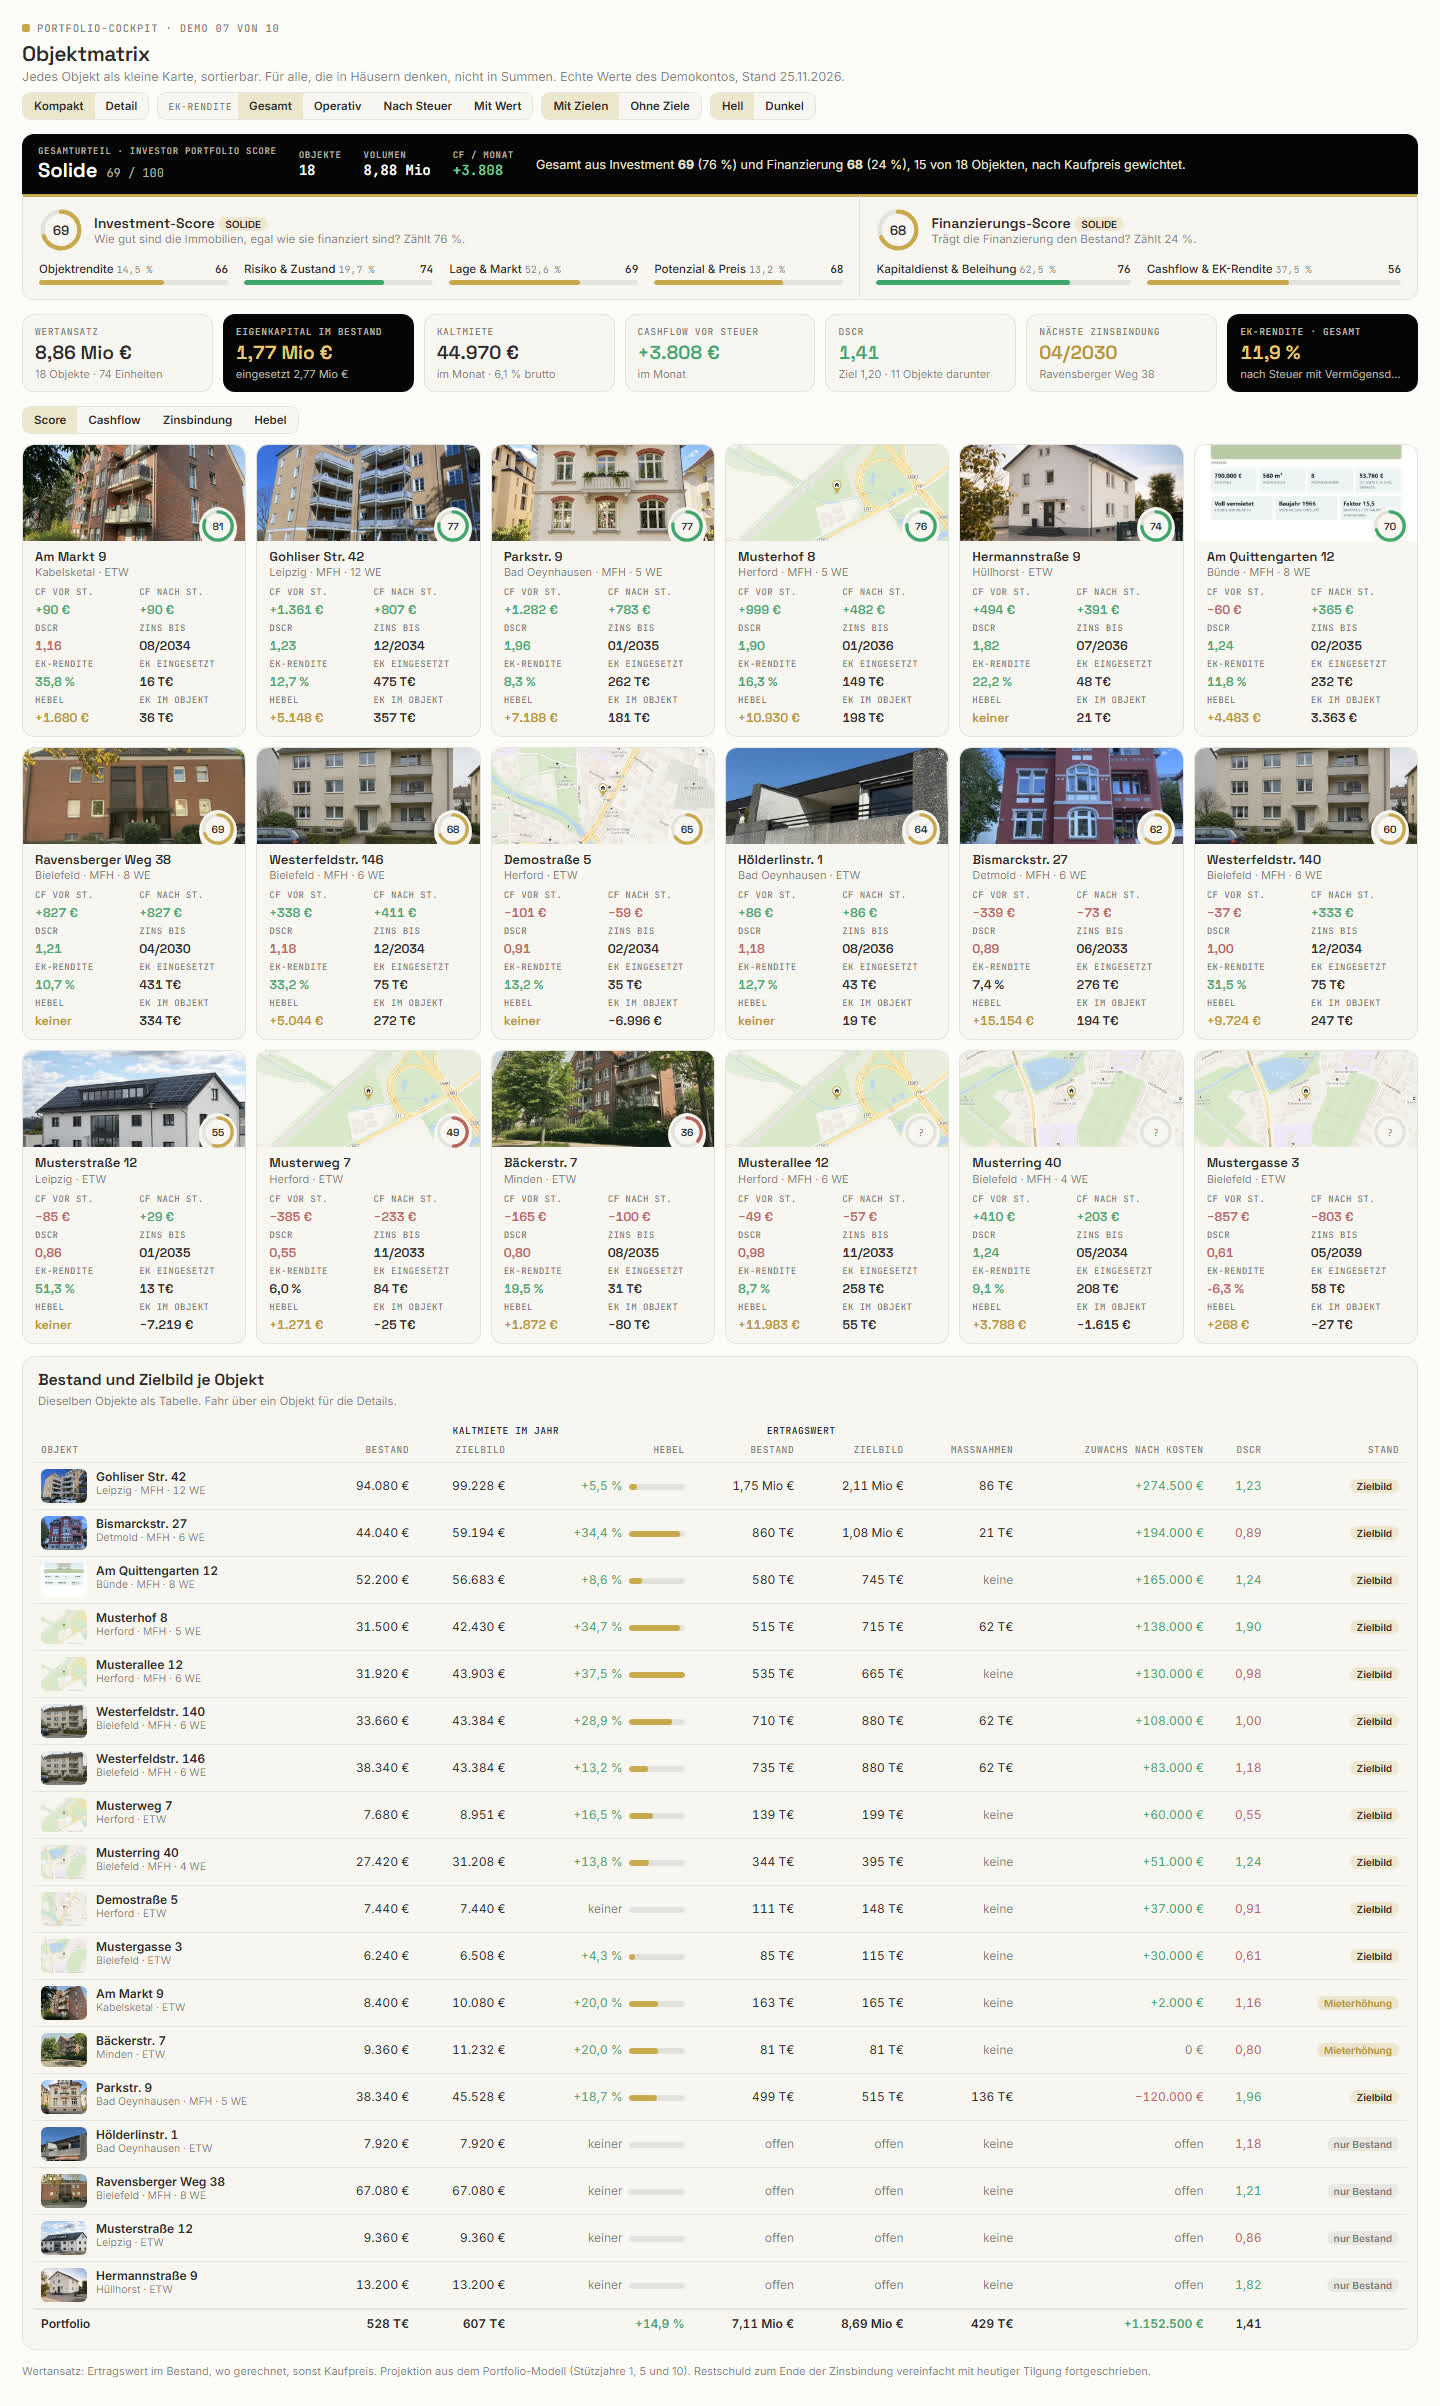 PORTFOLIO-COCKPIT · DEMO 07 VON 10
Objektmatrix
Jedes Objekt als kleine Karte, sortierbar. Für alle, die in Häusern denken, nicht in Summen. Echte Werte des Demokontos, Stand 25.11.2026.
Kompakt Detail EK-RENDITE Gesamt Operativ Nach Steuer Mit Wert Mit Zielen Ohne Ziele Hell Dunkel
GESAMTURTEIL · INVESTOR PORTFOLIO SCORE
Solide 69 / 100
OBJEKTE
18
VOLUMEN
8,88 Mio
CF / MONAT
+3.808
Gesamt aus Investment 69 (76 %) und Finanzierung 68 (24 %), 15 von 18 Objekten, nach Kaufpreis gewichtet.
69 Investment-Score SOLIDE
Wie gut sind die Immobilien, egal wie sie finanziert sind? Zählt 76 %.
Objektrendite 14,5 % 66 Risiko & Zustand 19,7 % 74 Lage & Markt 52,6 % 69 Potenzial & Preis 13,2 % 68
68 Finanzierungs-Score SOLIDE
Trägt die Finanzierung den Bestand? Zählt 24 %.
Kapitaldienst & Beleihung 62,5 % 76 Cashflow & EK-Rendite 37,5 % 56
WERTANSATZ
8,86 Mio €
18 Objekte · 74 Einheiten
EIGENKAPITAL IM BESTAND
1,77 Mio €
eingesetzt 2,77 Mio €
KALTMIETE
44.970 €
im Monat · 6,1 % brutto
CASHFLOW VOR STEUER
+3.808 €
im Monat
DSCR
1,41
Ziel 1,20 · 11 Objekte darunter
NÄCHSTE ZINSBINDUNG
04/2030
Ravensberger Weg 38
EK-RENDITE · GESAMT
11,9 %
nach Steuer mit Vermögensd...
Score Cashflow Zinsbindung Hebel
81
Am Markt 9
Kabelsketal · ETW
CF VOR ST. CF NACH ST.
+90 € +90 €
DSCR ZINS BIS
1,16 08/2034
EK-RENDITE EK EINGESETZT
35,8 % 16 T€
HEBEL EK IM OBJEKT
+1.680 € 36 T€
77
Gohliser Str. 42
Leipzig · MFH · 12 WE
CF VOR ST. CF NACH ST.
+1.361 € +807 €
DSCR ZINS BIS
1,23 12/2034
EK-RENDITE EK EINGESETZT
12,7 % 475 T€
HEBEL EK IM OBJEKT
+5.148 € 357 T€
77
Parkstr. 9
Bad Oeynhausen · MFH · 5 WE
CF VOR ST. CF NACH ST.
+1.282 € +783 €
DSCR ZINS BIS
1,96 01/2035
EK-RENDITE EK EINGESETZT
8,3 % 262 T€
HEBEL EK IM OBJEKT
+7.188 € 181 T€
76
Musterhof 8
Herford · MFH · 5 WE
CF VOR ST. CF NACH ST.
+999 € +482 €
DSCR ZINS BIS
1,90 01/2036
EK-RENDITE EK EINGESETZT
16,3 % 149 T€
HEBEL EK IM OBJEKT
+10.930 € 198 T€
74
Hermannstraße 9
Hüllhorst · ETW
CF VOR ST. CF NACH ST.
+494 € +391 €
DSCR ZINS BIS
1,82 07/2036
EK-RENDITE EK EINGESETZT
22,2 % 48 T€
HEBEL EK IM OBJEKT
keiner 21 T€
790.000 € 560 m² 8 53.760 €
Voll vermietet Baujahr 1965 Faktor 15,5
70
Am Quittengarten 12
Bünde · MFH · 8 WE
CF VOR ST. CF NACH ST.
−60 € +365 €
DSCR ZINS BIS
1,24 02/2035
EK-RENDITE EK EINGESETZT
11,8 % 232 T€
HEBEL EK IM OBJEKT
+4.483 € 3.363 €
69
Ravensberger Weg 38
Bielefeld · MFH · 8 WE
CF VOR ST. CF NACH ST.
+827 € +827 €
DSCR ZINS BIS
1,21 04/2030
EK-RENDITE EK EINGESETZT
10,7 % 431 T€
HEBEL EK IM OBJEKT
keiner 334 T€
68
Westerfeldstr. 146
Bielefeld · MFH · 6 WE
CF VOR ST. CF NACH ST.
+338 € +411 €
DSCR ZINS BIS
1,18 12/2034
EK-RENDITE EK EINGESETZT
33,2 % 75 T€
HEBEL EK IM OBJEKT
+5.044 € 272 T€
65
Demostraße 5
Herford · ETW
CF VOR ST. CF NACH ST.
−101 € −59 €
DSCR ZINS BIS
0,91 02/2034
EK-RENDITE EK EINGESETZT
13,2 % 35 T€
HEBEL EK IM OBJEKT
keiner −6.996 €
64
Hölderlinstr. 1
Bad Oeynhausen · ETW
CF VOR ST. CF NACH ST.
+86 € +86 €
DSCR ZINS BIS
1,18 08/2036
EK-RENDITE EK EINGESETZT
12,7 % 43 T€
HEBEL EK IM OBJEKT
keiner 19 T€
62
Bismarckstr. 27
Detmold · MFH · 6 WE
CF VOR ST. CF NACH ST.
−339 € −73 €
DSCR ZINS BIS
0,89 06/2033
EK-RENDITE EK EINGESETZT
7,4 % 276 T€
HEBEL EK IM OBJEKT
+15.154 € 194 T€
60
Westerfeldstr. 140
Bielefeld · MFH · 6 WE
CF VOR ST. CF NACH ST.
−37 € +333 €
DSCR ZINS BIS
1,00 12/2034
EK-RENDITE EK EINGESETZT
31,5 % 75 T€
HEBEL EK IM OBJEKT
+9.724 € 247 T€
55
Musterstraße 12
Leipzig · ETW
CF VOR ST. CF NACH ST.
−85 € +29 €
DSCR ZINS BIS
0,86 01/2035
EK-RENDITE EK EINGESETZT
51,3 % 13 T€
HEBEL EK IM OBJEKT
keiner −7.219 €
49
Musterweg 7
Herford · ETW
CF VOR ST. CF NACH ST.
−385 € −233 €
DSCR ZINS BIS
0,55 11/2033
EK-RENDITE EK EINGESETZT
6,0 % 84 T€
HEBEL EK IM OBJEKT
+1.271 € −25 T€
36
Bäckerstr. 7
Minden · ETW
CF VOR ST. CF NACH ST.
−165 € −100 €
DSCR ZINS BIS
0,80 08/2035
EK-RENDITE EK EINGESETZT
19,5 % 31 T€
HEBEL EK IM OBJEKT
+1.872 € −80 T€
?
Musterallee 12
Herford · MFH · 6 WE
CF VOR ST. CF NACH ST.
−49 € −57 €
DSCR ZINS BIS
0,98 11/2033
EK-RENDITE EK EINGESETZT
8,7 % 258 T€
HEBEL EK IM OBJEKT
+11.983 € 55 T€
?
Musterring 40
Bielefeld · MFH · 4 WE
CF VOR ST. CF NACH ST.
+410 € +203 €
DSCR ZINS BIS
1,24 05/2034
EK-RENDITE EK EINGESETZT
9,1 % 208 T€
HEBEL EK IM OBJEKT
+3.788 € −1.615 €
?
Mustergasse 3
Bielefeld · ETW
CF VOR ST. CF NACH ST.
−857 € −803 €
DSCR ZINS BIS
0,61 05/2039
EK-RENDITE EK EINGESETZT
-6,3 % 58 T€
HEBEL EK IM OBJEKT
+268 € −27 T€
Bestand und Zielbild je Objekt
Dieselben Objekte als Tabelle. Fahr über ein Objekt für die Details.
KALTMIETE IM JAHR ERTRAGSWERT
OBJEKT BESTAND ZIELBILD HEBEL BESTAND ZIELBILD MASSNAHMEN ZUWACHS NACH KOSTEN DSCR STAND
Gohliser Str. 42
Leipzig · MFH · 12 WE
94.080 € 99.228 € +5,5 % 1,75 Mio € 2,11 Mio € 86 T€ +274.500 € 1,23 Zielbild
Bismarckstr. 27
Detmold · MFH · 6 WE
44.040 € 59.194 € +34,4 % 860 T€ 1,08 Mio € 21 T€ +194.000 € 0,89 Zielbild
Am Quittengarten 12
Bünde · MFH · 8 WE
52.200 € 56.683 € +8,6 % 580 T€ 745 T€ keine +165.000 € 1,24 Zielbild
Musterhof 8
Herford · MFH · 5 WE
31.500 € 42.430 € +34,7 % 515 T€ 715 T€ 62 T€ +138.000 € 1,90 Zielbild
Musterallee 12
Herford · MFH · 6 WE
31.920 € 43.903 € +37,5 % 535 T€ 665 T€ keine +130.000 € 0,98 Zielbild
Westerfeldstr. 140
Bielefeld · MFH · 6 WE
33.660 € 43.384 € +28,9 % 710 T€ 880 T€ 62 T€ +108.000 € 1,00 Zielbild
Westerfeldstr. 146
Bielefeld · MFH · 6 WE
38.340 € 43.384 € +13,2 % 735 T€ 880 T€ 62 T€ +83.000 € 1,18 Zielbild
Musterweg 7
Herford · ETW
7.680 € 8.951 € +16,5 % 139 T€ 199 T€ keine +60.000 € 0,55 Zielbild
Musterring 40
Bielefeld · MFH · 4 WE
27.420 € 31.208 € +13,8 % 344 T€ 395 T€ keine +51.000 € 1,24 Zielbild
Demostraße 5
Herford · ETW
7.440 € 7.440 € keiner 111 T€ 148 T€ keine +37.000 € 0,91 Zielbild
Mustergasse 3
Bielefeld · ETW
6.240 € 6.508 € +4,3 % 85 T€ 115 T€ keine +30.000 € 0,61 Zielbild
Am Markt 9
Kabelsketal · ETW
8.400 € 10.080 € +20,0 % 163 T€ 165 T€ keine +2.000 € 1,16 Mieterhöhung
Bäckerstr. 7
Minden · ETW
9.360 € 11.232 € +20,0 % 81 T€ 81 T€ keine 0 € 0,80 Mieterhöhung
Parkstr. 9
Bad Oeynhausen · MFH · 5 WE
38.340 € 45.528 € +18,7 % 499 T€ 515 T€ 136 T€ −120.000 € 1,96 Zielbild
Hölderlinstr. 1
Bad Oeynhausen · ETW
7.920 € 7.920 € keiner offen offen keine offen 1,18 nur Bestand
Ravensberger Weg 38
Bielefeld · MFH · 8 WE
67.080 € 67.080 € keiner offen offen keine offen 1,21 nur Bestand
Musterstraße 12
Leipzig · ETW
9.360 € 9.360 € keiner offen offen keine offen 0,86 nur Bestand
Hermannstraße 9
Hüllhorst · ETW
13.200 € 13.200 € keiner offen offen keine offen 1,82 nur Bestand
Portfolio 528 T€ 607 T€ +14,9 % 7,11 Mio € 8,69 Mio € 429 T€ +1.152.500 € 1,41
Wertansatz: Ertragswert im Bestand, wo gerechnet, sonst Kaufpreis. Projektion aus dem Portfolio-Modell (Stützjahre 1, 5 und 10). Restschuld zum Ende der Zinsbindung vereinfacht mit heutiger Tilgung fortgeschrieben.